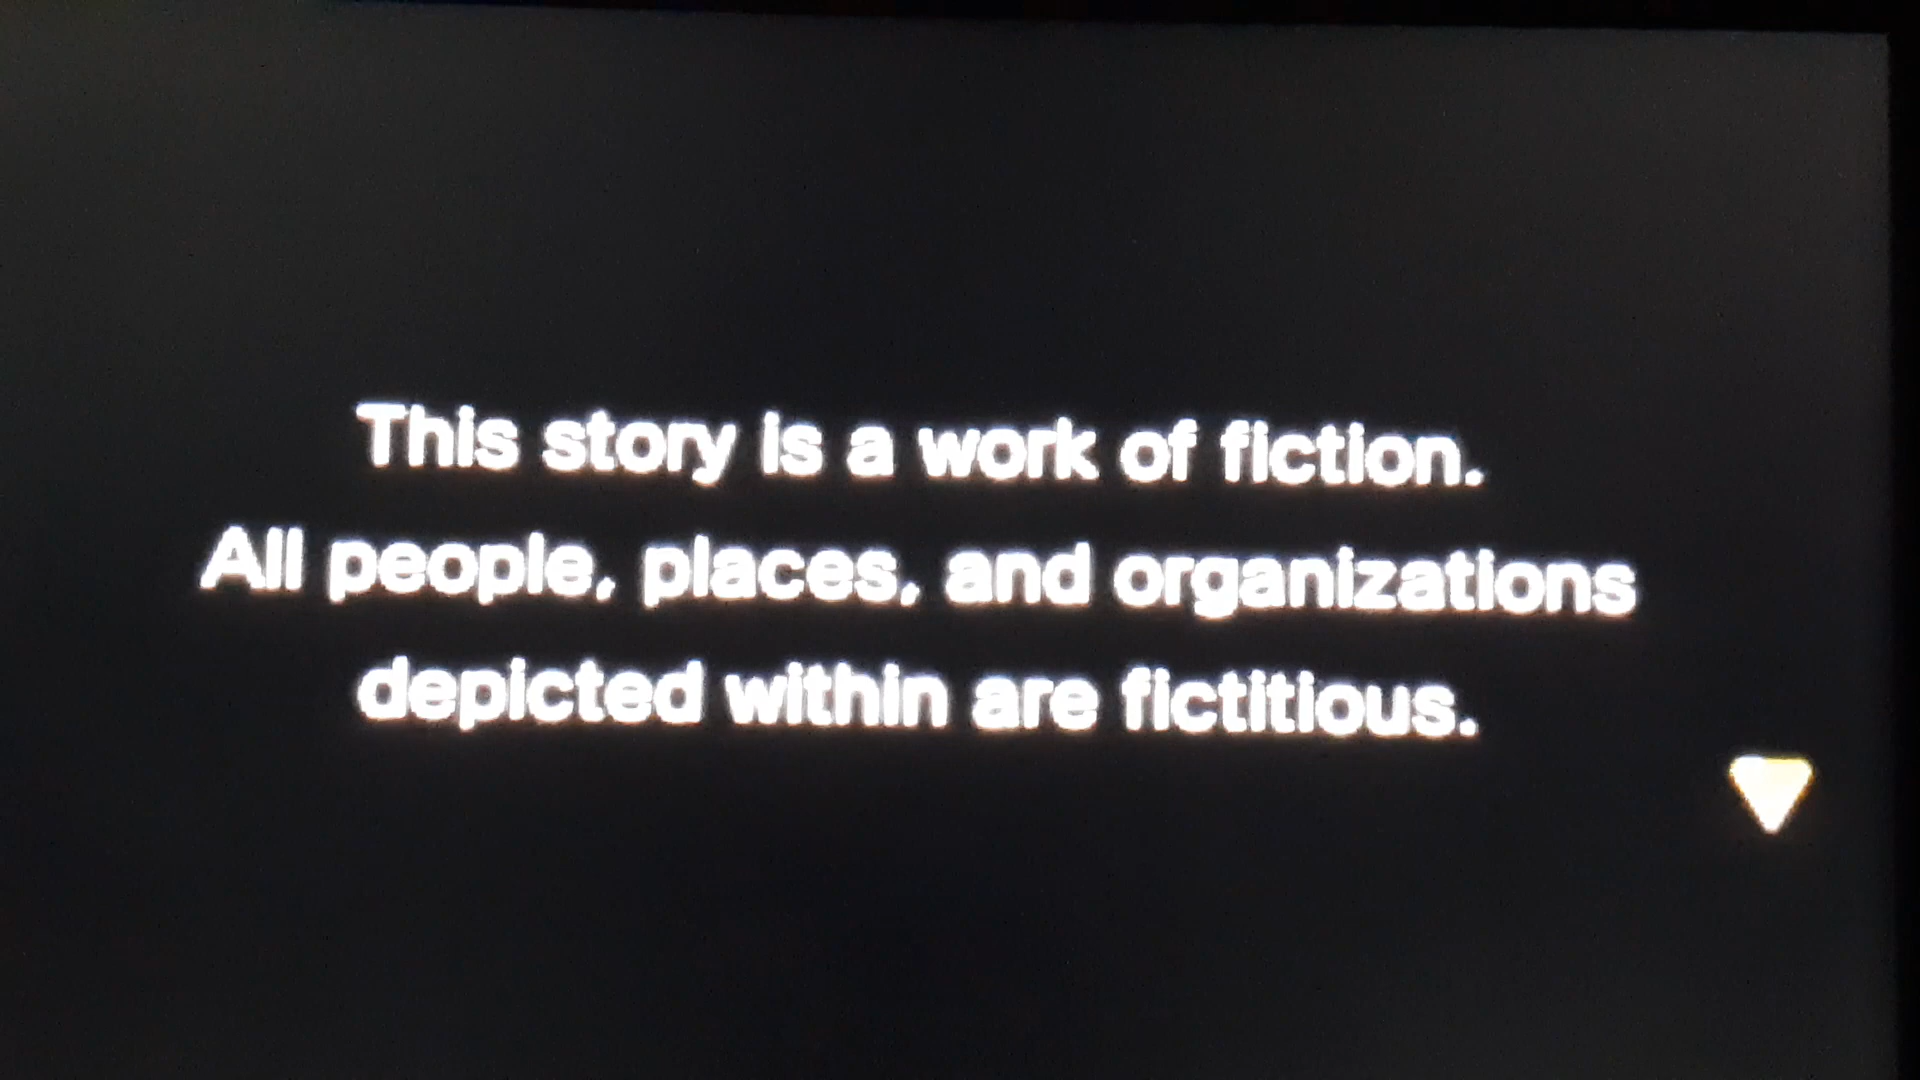 This story is a work of fiction.
All people, places, and organizations
depicted within are fictitious.